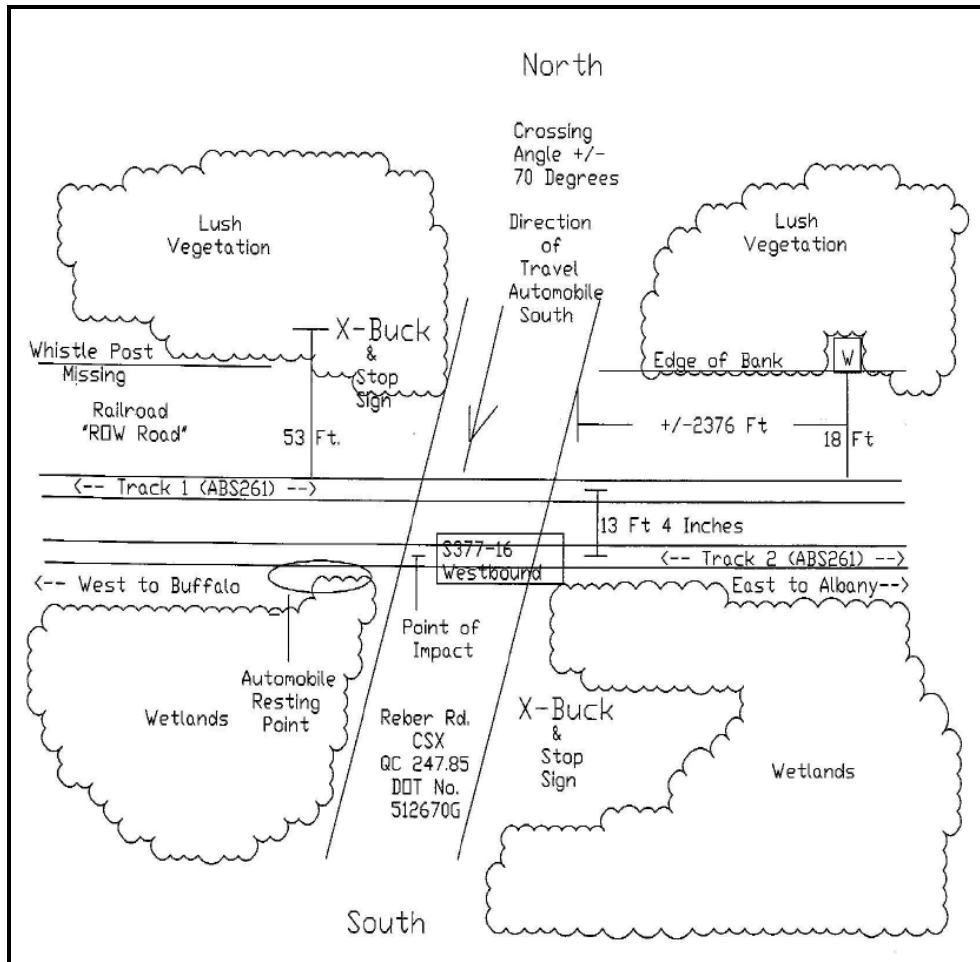 North
Crossing
Angle +/-
70 Degrees
Lush
Vegetation
Direction
of
Travel
Automobile
South
Lush
Vegetation
X-Buck
&
Stop
Sign
Whistle Post
Missing
Edge of Bank
W
Railroad
"ROW Road"
53 Ft.
+/-2376 Ft
18 Ft
<-- Track 1 (ABS261) -->
13 Ft 4 Inches
S377-16
Westbound
<-- Track 2 (ABS261) -->
<-- West to Buffalo
East to Albany-->
Point of
Impact
Automobile
Resting
Point
Wetlands
Reber Rd.
CSX
QC 247.85
DOT No.
512670G
X-Buck
&
Stop
Sign
Wetlands
South